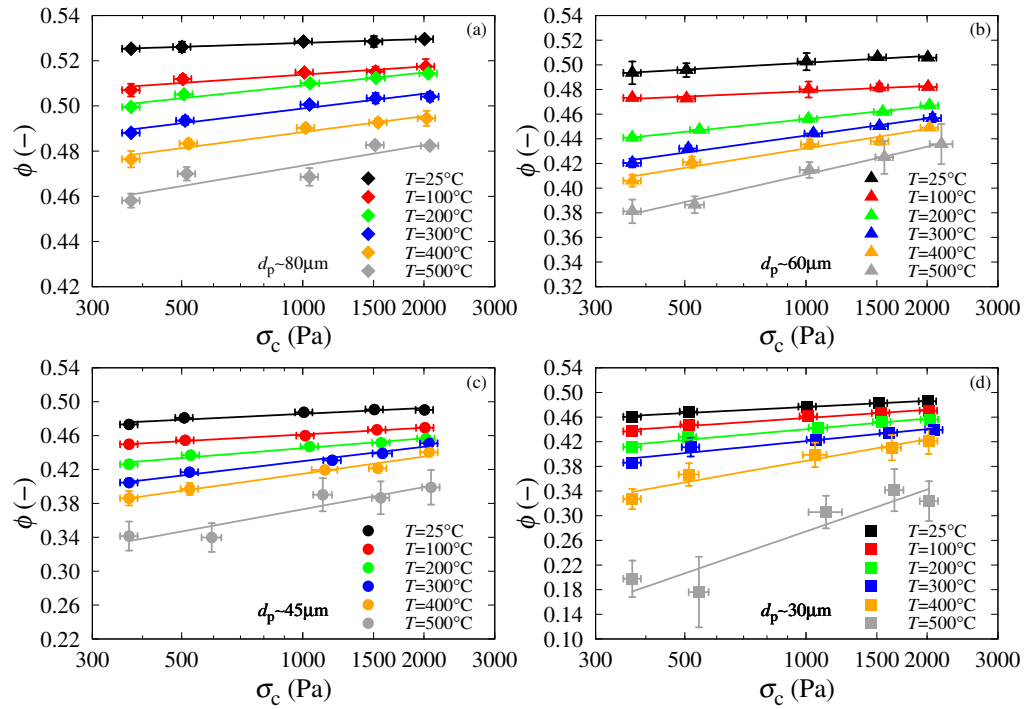 (a)
0.54
0.52
0.50
0.48
0.46
0.44
0.42
ϕ (−)
T=25°C
T=100°C
T=200°C
T=300°C
T=400°C
T=500°C
dp~80μm
300 500 1000 1500 2000 3000
σc (Pa)
(b)
0.54
0.52
0.50
0.48
0.46
0.44
0.42
0.40
0.38
0.36
0.34
0.32
ϕ (−)
T=25°C
T=100°C
T=200°C
T=300°C
T=400°C
T=500°C
dp~60μm
300 500 1000 1500 2000 3000
σc (Pa)
(c)
0.54
0.50
0.46
0.42
0.38
0.34
0.30
0.26
0.22
ϕ (−)
T=25°C
T=100°C
T=200°C
T=300°C
T=400°C
T=500°C
dp~45μm
300 500 1000 1500 2000 3000
σc (Pa)
(d)
0.54
0.50
0.46
0.42
0.38
0.34
0.30
0.26
0.22
0.18
0.14
0.10
ϕ (−)
T=25°C
T=100°C
T=200°C
T=300°C
T=400°C
T=500°C
dp~30μm
300 500 1000 1500 2000 3000
σc (Pa)